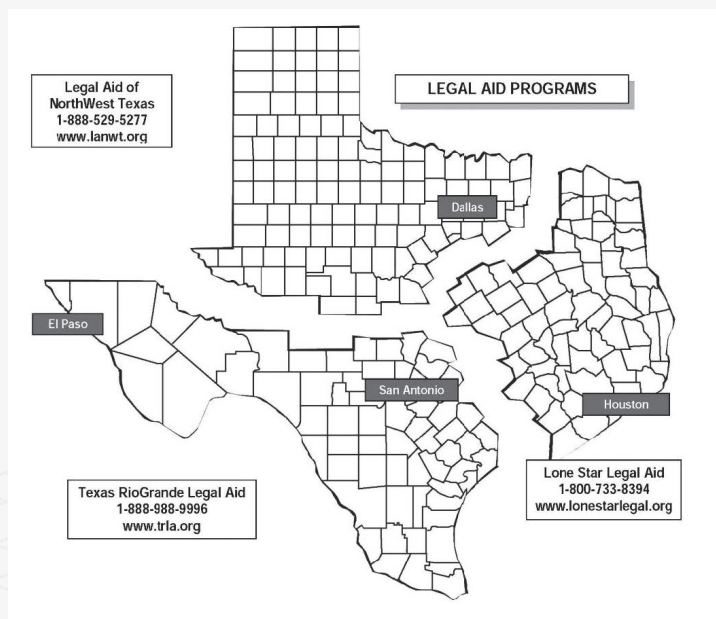 LEGAL AID PROGRAMS
Legal Aid of
NorthWest Texas
1-888-529-5277
www.lanwt.org
Dallas
El Paso
San Antonio
Houston
Texas RioGrande Legal Aid
1-888-988-9996
www.trla.org
Lone Star Legal Aid
1-800-733-8394
www.lonestarlegal.org